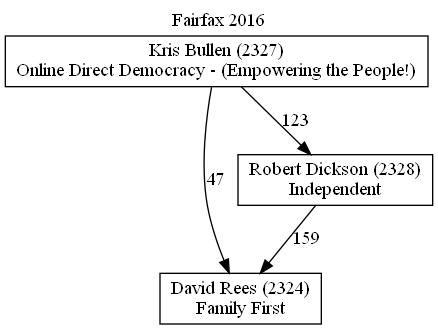 Fairfax 2016
Kris Bullen (2327)
Online Direct Democracy - (Empowering the People!)
123
Robert Dickson (2328)
Independent
47
159
David Rees (2324)
Family First